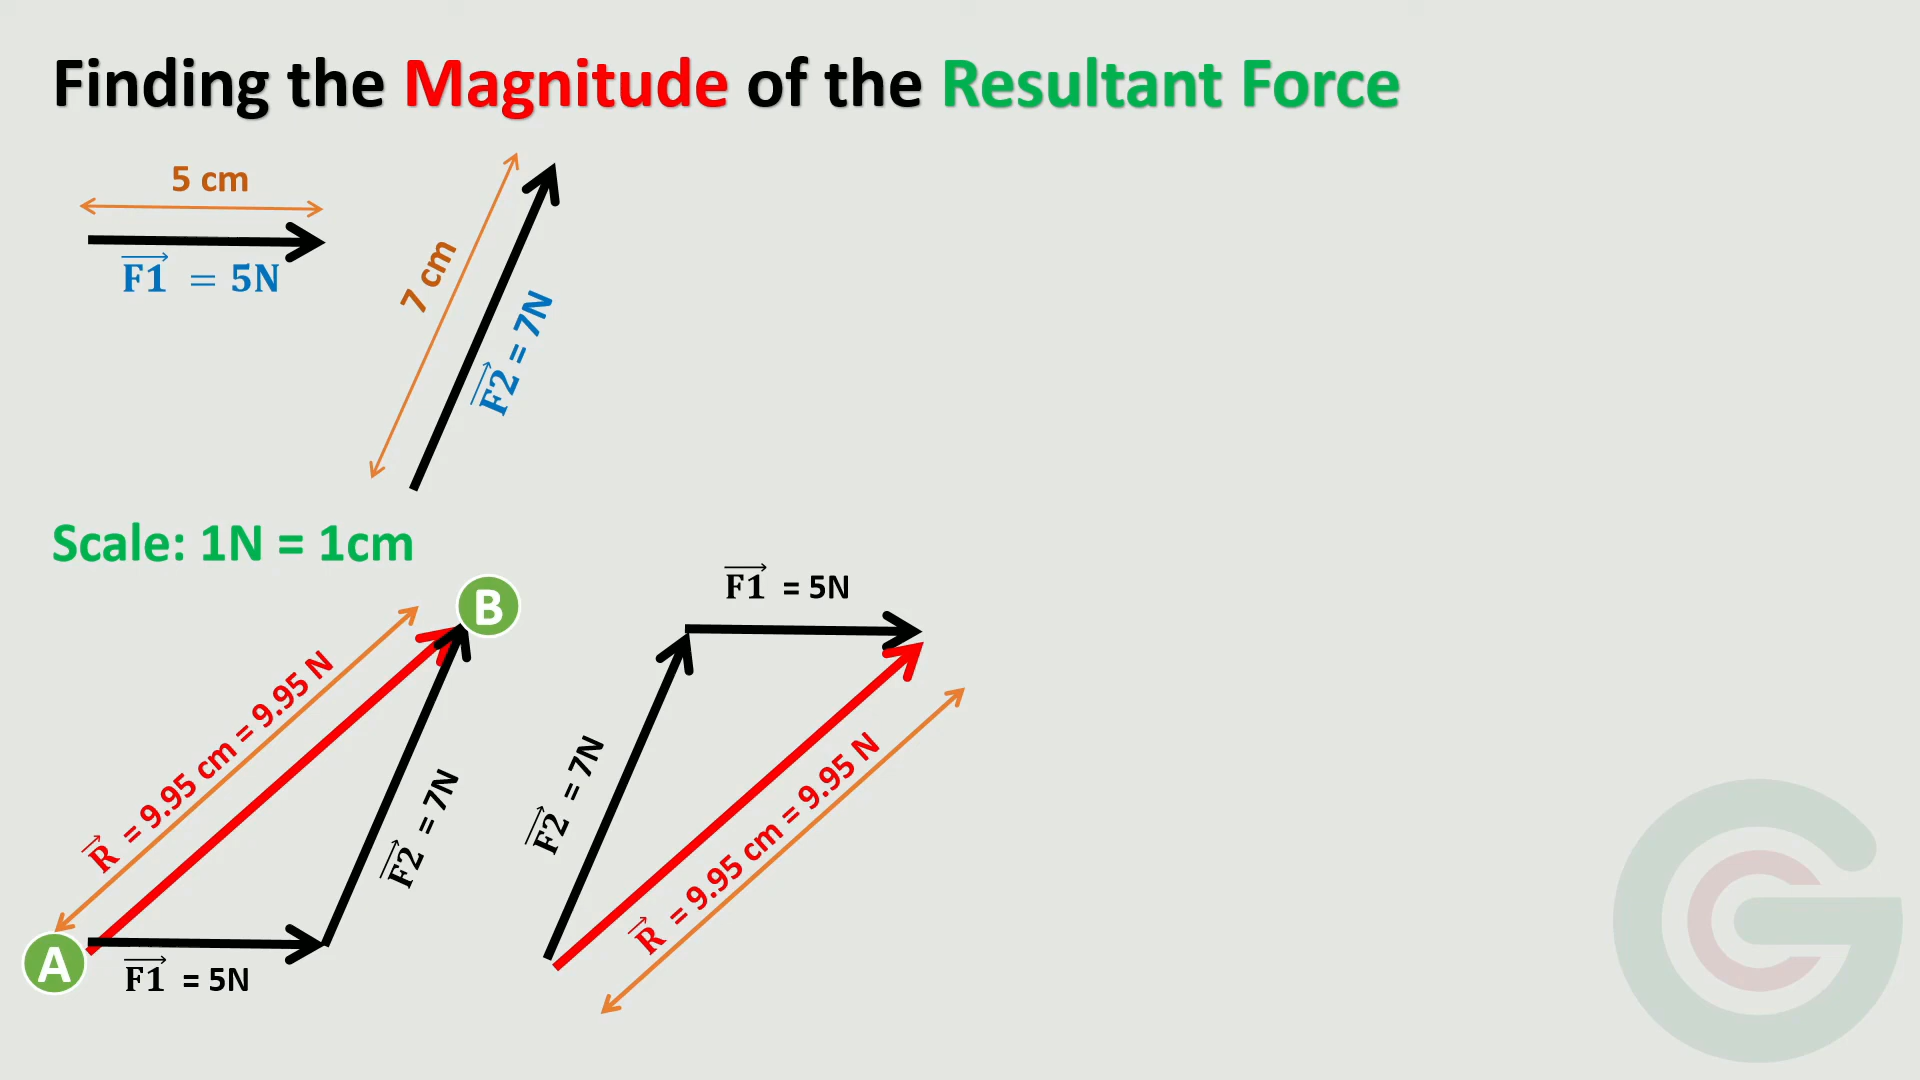 Finding the Magnitude of the Resultant Force
5 cm
F1 = 5N
7 cm
F2 = 7N
Scale: 1N = 1cm
B
F1 = 5N
R = 9.95 cm = 9.95 N
F2 = 7N
F2 = 7N
R = 9.95 cm = 9.95 N
A
F1 = 5N